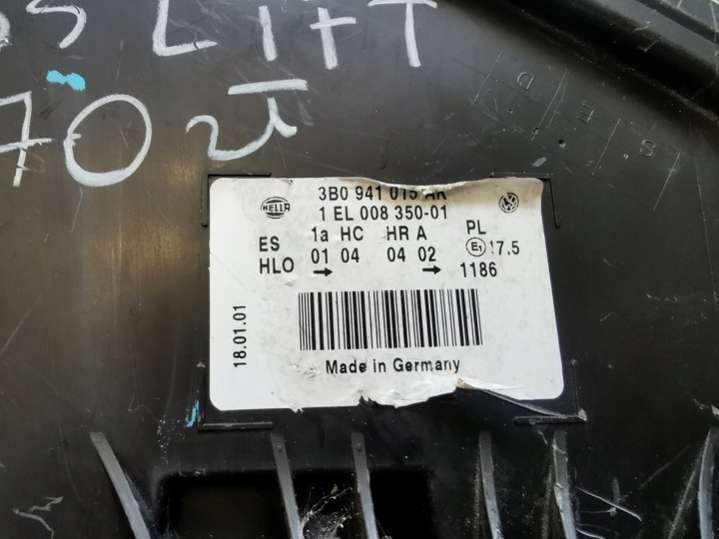 LIFT
70
S E D
HELLA
3B0 941 015 AK
1 EL 008 350-01
1a HC HR A PL
ES 01 04 04 02 E1 17.5
HLO → → 1186
18.01.01
Made in Germany